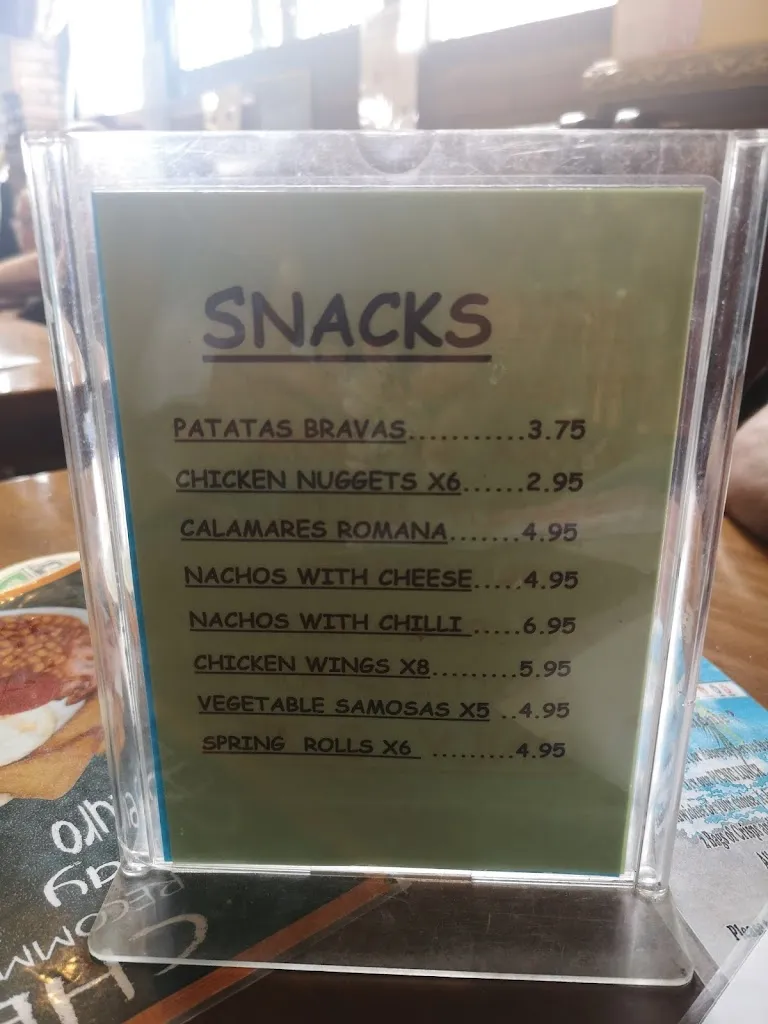 SNACKS
PATATAS BRAVAS...........3.75
CHICKEN NUGGETS X6......2.95
CALAMARES ROMANA.......4.95
NACHOS WITH CHEESE.....4.95
NACHOS WITH CHILLI .....6.95
CHICKEN WINGS X8.........5.95
VEGETABLE SAMOSAS X5 ..4.95
SPRING ROLLS X6 .........4.95